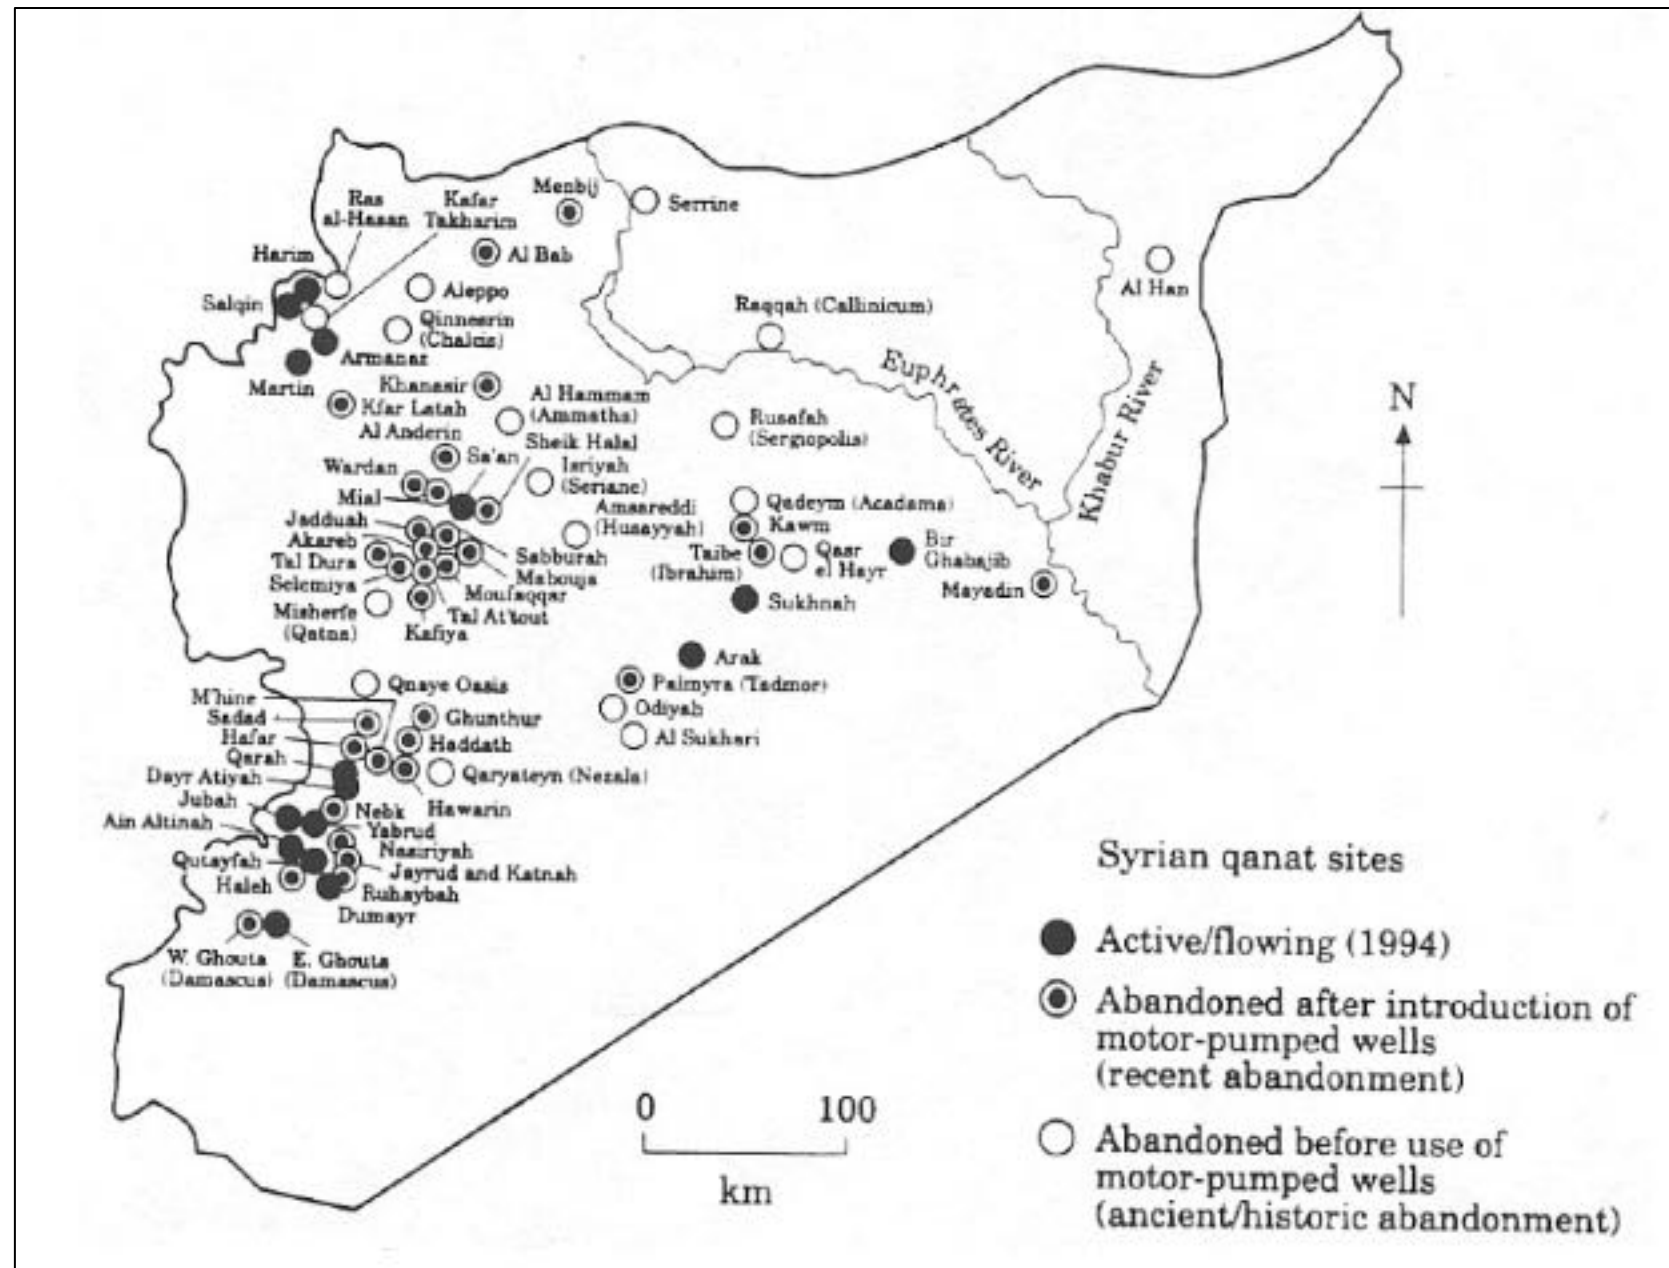 Menbij
Serrine
Ras
al-Hasan
Kafar
Takharim
Harim
Al Bab
Al Han
Salqin
Aleppo
Raqqah (Callinicum)
Qinnesrin
(Chalcis)
Armanaz
Martin
Khanasir
Kfar Latah
Al Hammam
(Ammatha)
Rusafah
(Sergiopolis)
Euphrates River
Khabur River
N
Al Anderin
Sheik Halal
Wardan
Sa'an
Isriyah
(Seriane)
Mial
Qadeym (Acadama)
Amsareddi
(Husayyah)
Jadduah
Kawm
Akareb
Sabburah
Taibe
(Ibrahim)
Qasr
el Hayr
Bir
Ghabajib
Tal Dura
Mabouja
Selemiya
Moufaqqar
Mayadin
Sukhnah
Misherfe
(Qatna)
Tal At'tout
Kafiya
Arak
Qnaye Oasis
Palmyra (Tadmor)
M'hine
Odiyah
Sadad
Ghunthur
Hafar
Haddath
Al Sukhari
Qarah
Dayr Atiyah
Qaryateyn (Nezala)
Jubah
Nebk
Hawarin
Ain Altinah
Yabrud
Nasiriyah
Qutayfah
Jayrud and Katnah
Haleh
Ruhaybah
Dumayr
W. Ghouta
(Damascus)
E. Ghouta
(Damascus)
0 100
km
Syrian qanat sites
Active/flowing (1994)
Abandoned after introduction of
motor-pumped wells
(recent abandonment)
Abandoned before use of
motor-pumped wells
(ancient/historic abandonment)